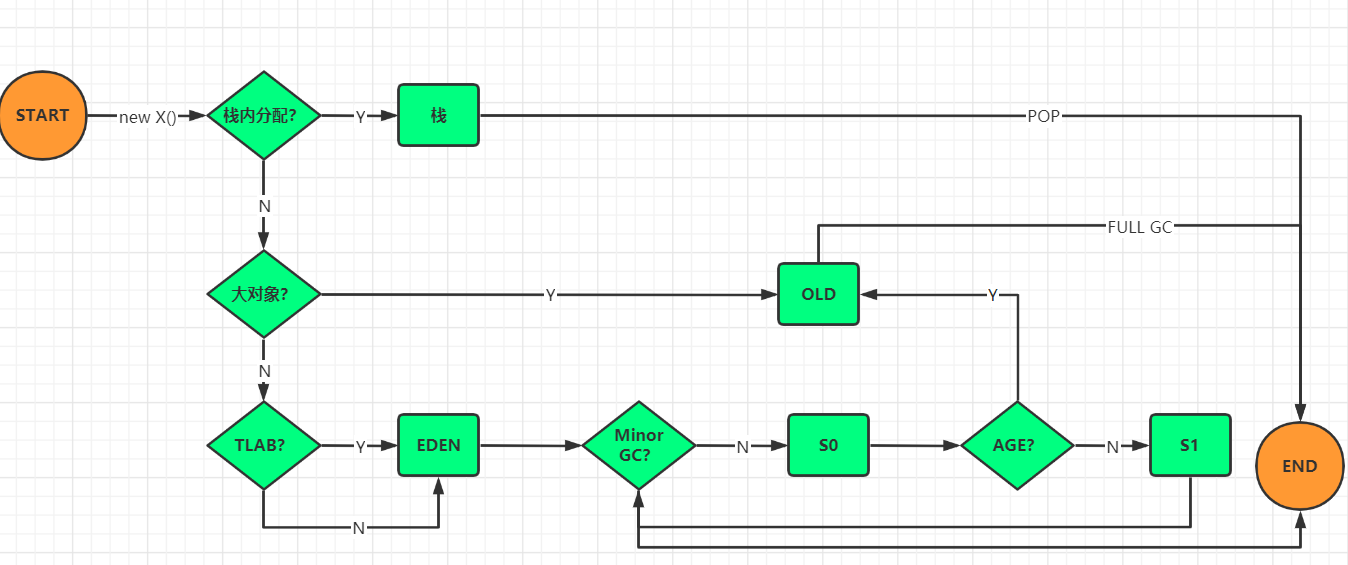 START
new X()
栈内分配?
Y
栈
POP
N
FULL GC
大对象?
Y
OLD
Y
N
TLAB?
Y
EDEN
Minor
GC?
N
S0
AGE?
N
S1
END
N